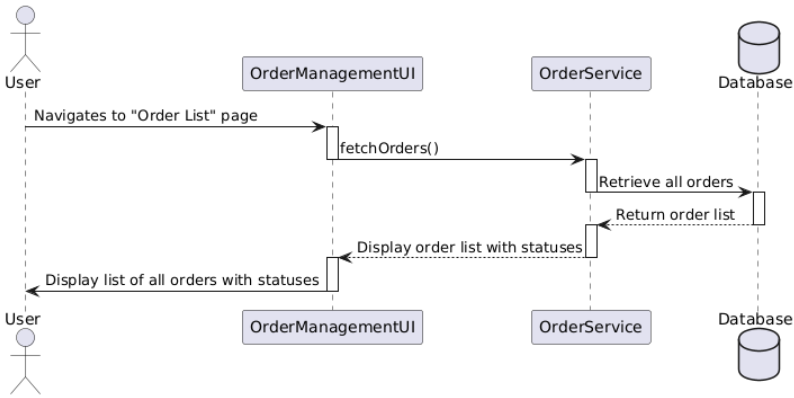 User
OrderManagementUI
OrderService
Database
Navigates to "Order List" page
fetchOrders()
Retrieve all orders
Return order list
Display order list with statuses
Display list of all orders with statuses
User
OrderManagementUI
OrderService
Database